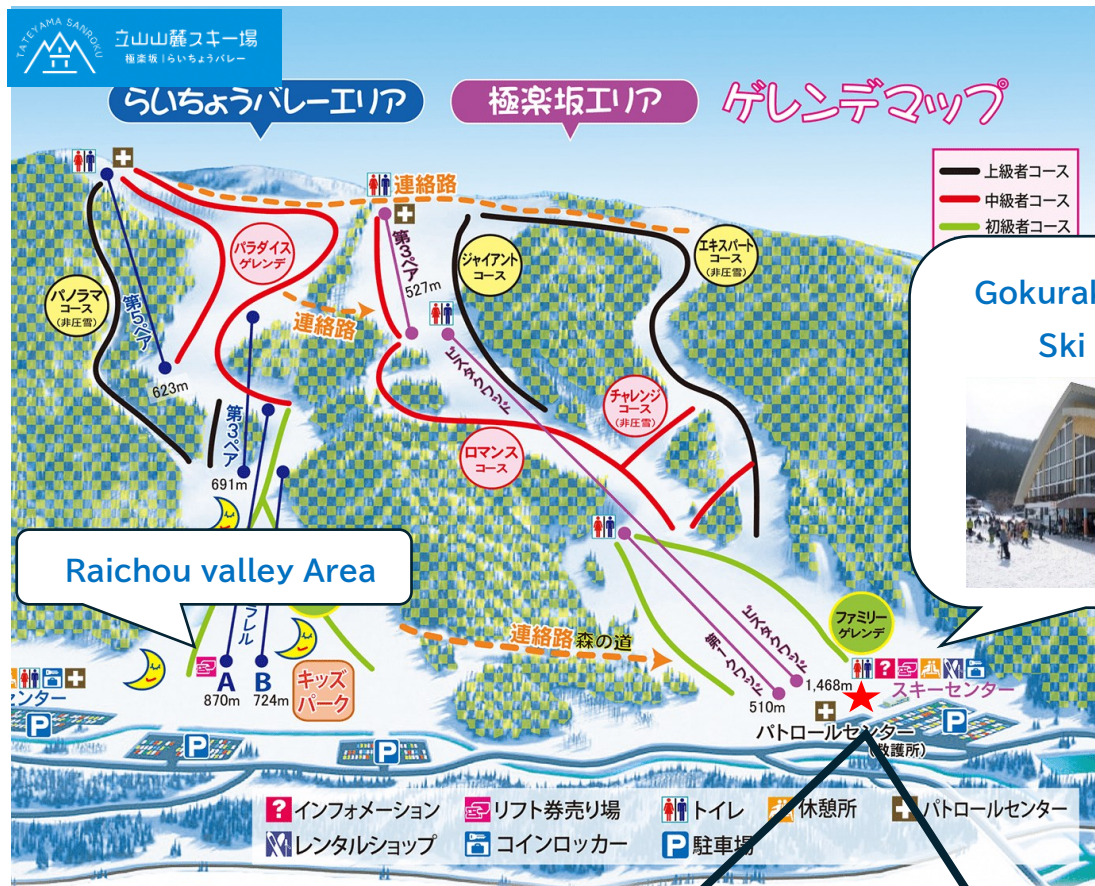 TATEYAMA SANROKU
立山山麓スキー場
極楽坂|らいちょうバレー
らいちょうバレーエリア
極楽坂エリア
ゲレンデマップ
上級者コース
中級者コース
初級者コース
連絡路
パラダイス
ゲレンデ
第3ペア
527m
ジャイアント
コース
エキスパート
コース
(非圧雪)
Gokura
Ski
パノラマ
コース
(非圧雪)
第5ペア
623m
連絡路
ビスタクワッド
チャレンジ
コース
(非圧雪)
第3ペア
691m
ロマンス
コース
Raichou valley Area
ラレル
連絡路 森の道
ファミリー
ゲレンデ
ビスタクワッド
第1クワッド
A
870m
B
724m
キッズ
パーク
1,468m
510m
スキーセンター
パトロールセンター
(救護所)
ンター
P
P
P
P
インフォメーション
リフト券売り場
トイレ
休憩所
パトロールセンター
レンタルショップ
コインロッカー
P 駐車場